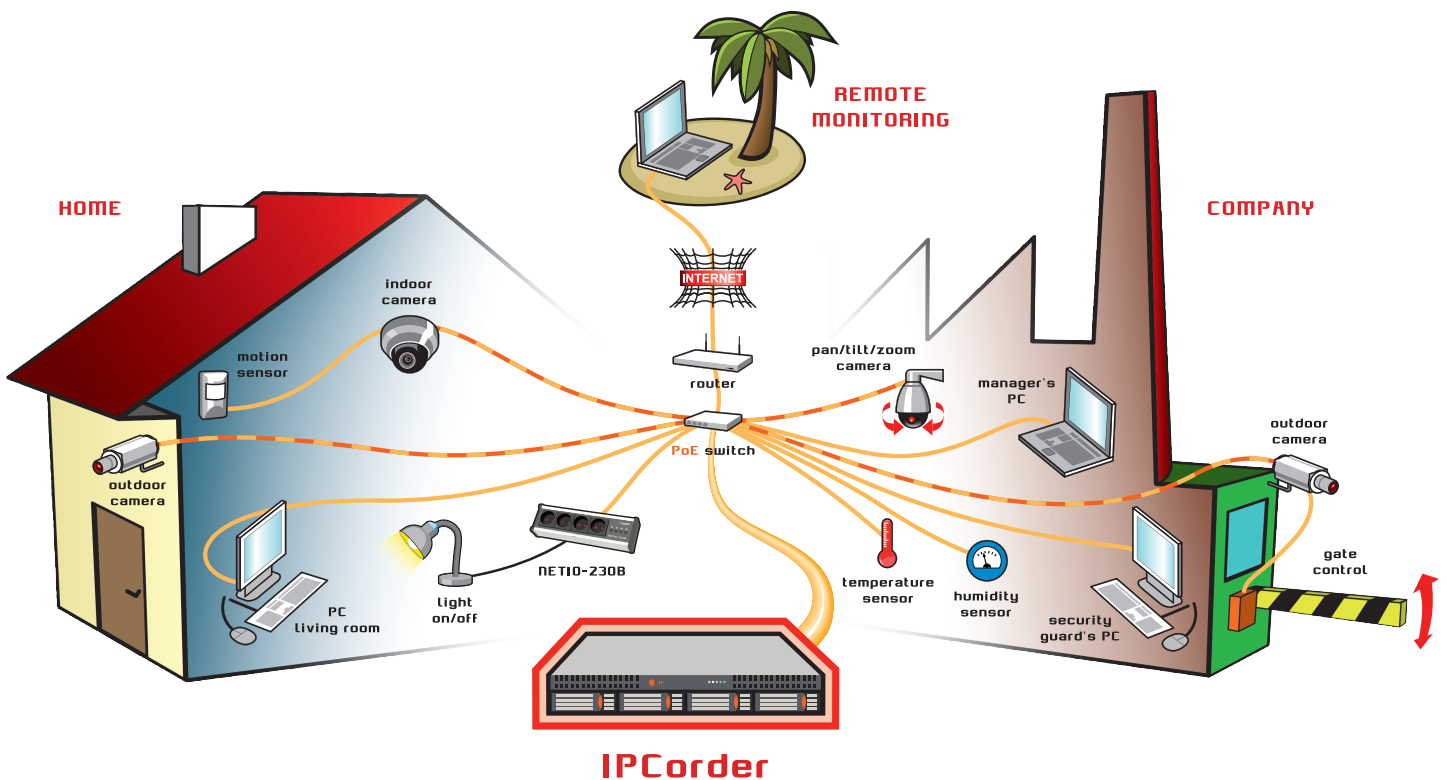 REMOTE
MONITORING
HOME
COMPANY
INTERNET
indoor
camera
motion
sensor
router
pan/tilt/zoom
camera
manager's
PC
outdoor
camera
PoE switch
outdoor
camera
NETIO-230B
light
on/off
PC
living room
temperature
sensor
humidity
sensor
security
guard's PC
gate
control
IPCorder